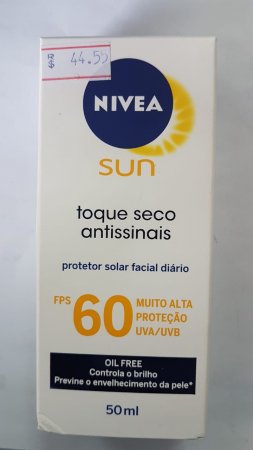 R$ 44.55
NIVEA
sun
toque seco
antissinais
protetor solar facial diário
FPS 60 MUITO ALTA
PROTEÇÃO
UVA/UVB
OIL FREE
Controla o brilho
Previne o envelhecimento da pele*
50ml